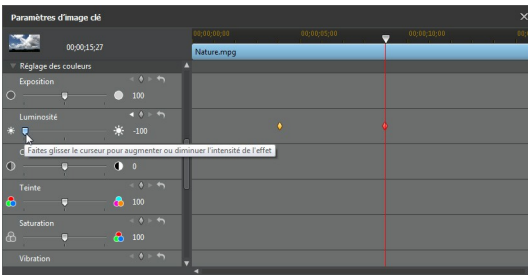 Paramètres d'image clé
00;00;15;27
00;00;00;00 00;00;05;00 00;00;10;00
Nature.mpg
Réglage des couleurs
Exposition
100
Luminosité
-100
Faites glisser le curseur pour augmenter ou diminuer l'intensité de l'effet
0
Teinte
100
Saturation
100
Vibration